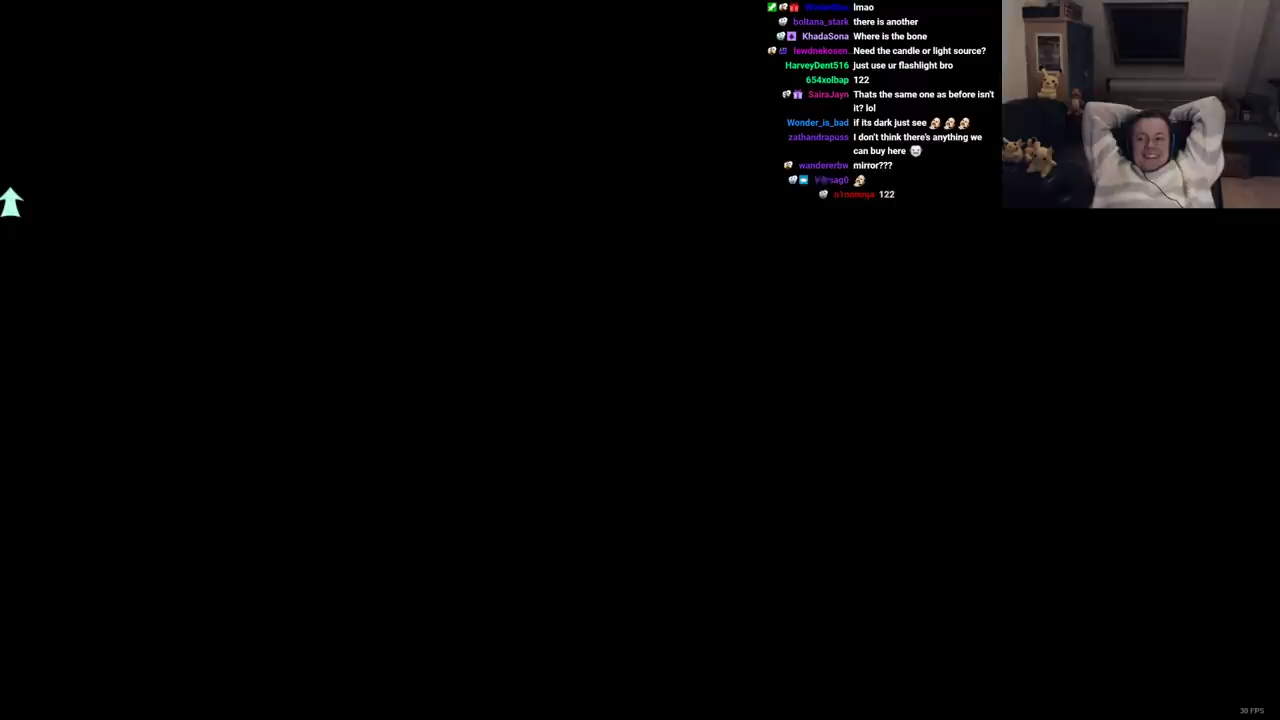 lmao
boltana_stark there is another
KhadaSona Where is the bone
lewdnekosen.. Need the candle or light source?
HarveyDent516 just use ur flashlight bro
654xolbap 122
SairaJayn Thats the same one as before isn't
it? lol
Wonder_is_bad if its dark just see
zathandrapuss I don't think there's anything we
can buy here
wandererbw mirror???
122
30 FPS